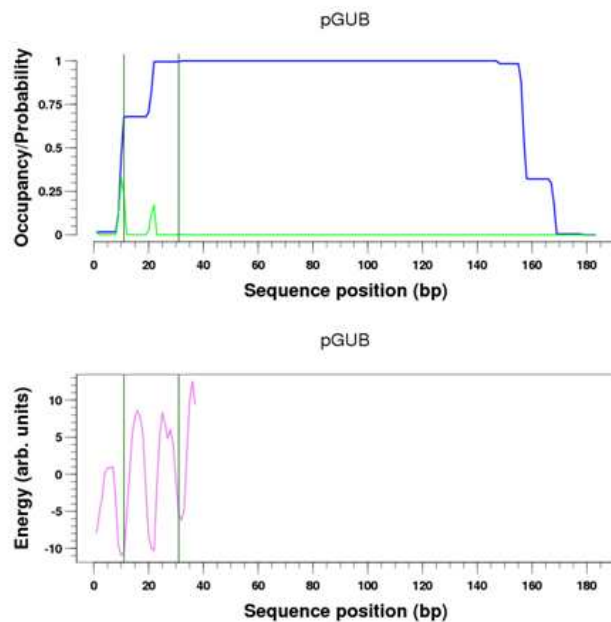 pGUB
Occupancy/Probability
1
0.75
0.5
0.25
0
0 20 40 60 80 100 120 140 160 180
Sequence position (bp)
pGUB
Energy (arb. units)
10
5
0
-5
-10
0 20 40 60 80 100 120 140 160 180
Sequence position (bp)